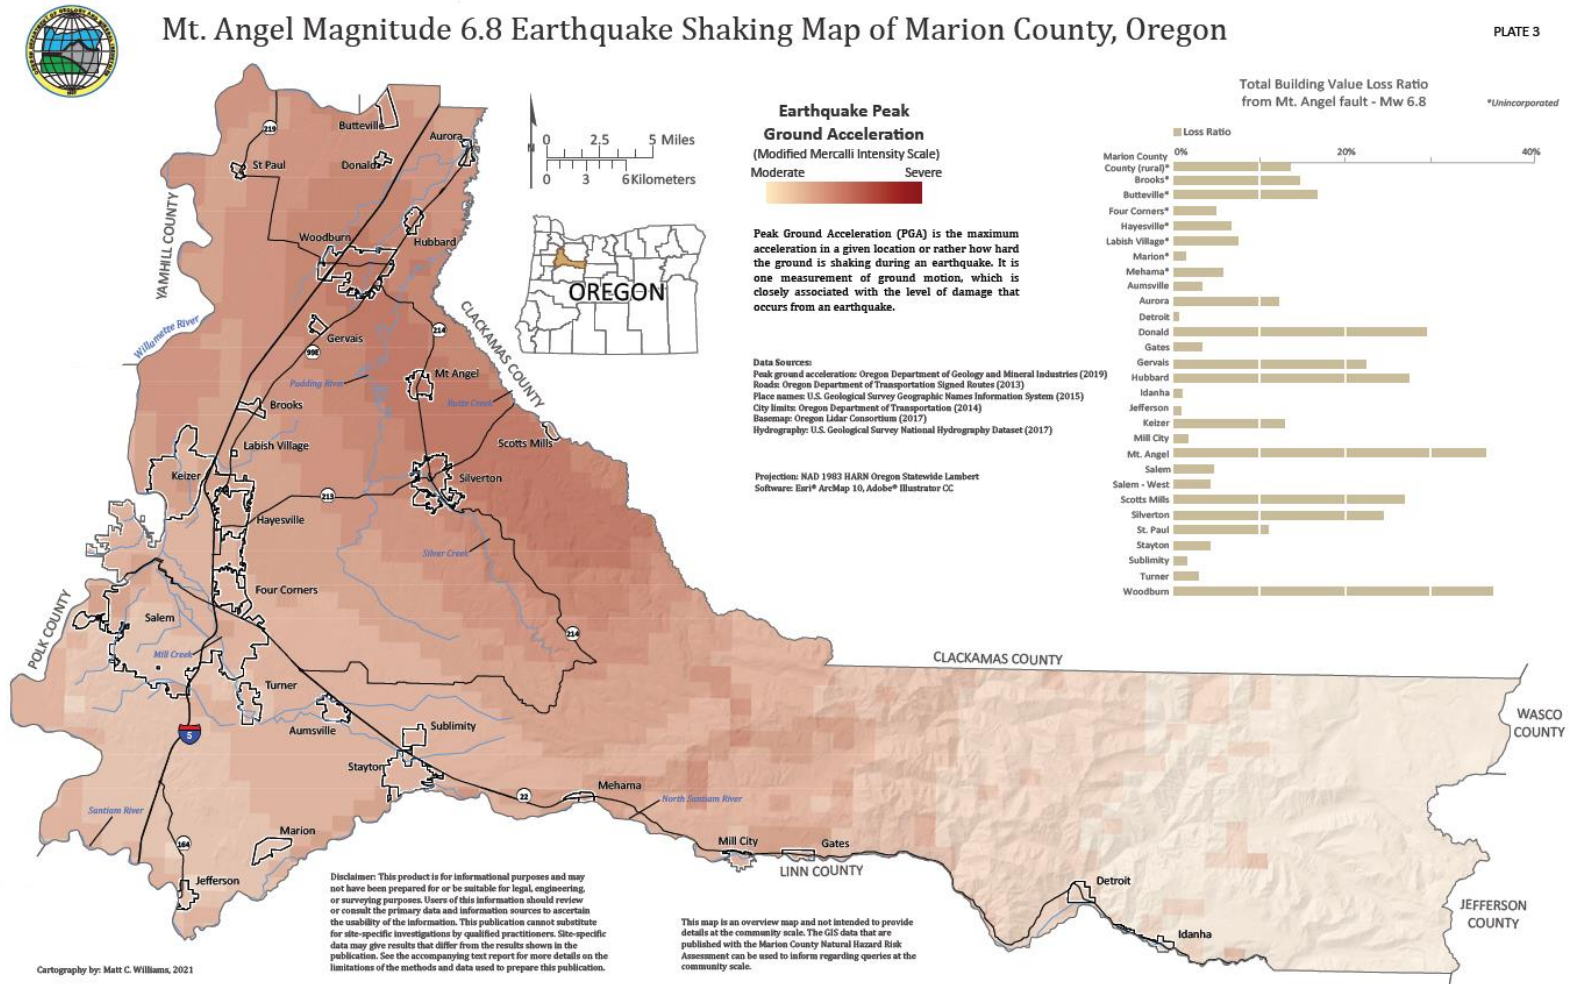 Mt. Angel Magnitude 6.8 Earthquake Shaking Map of Marion County, Oregon
PLATE 3
Earthquake Peak
Ground Acceleration
(Modified Mercalli Intensity Scale)
Moderate Severe
Peak Ground Acceleration (PGA) is the maximum
acceleration in a given location or rather how hard
the ground is shaking during an earthquake. It is
one measurement of ground motion, which is
closely associated with the level of damage that
occurs from an earthquake.
Data Sources:
Peak ground acceleration: Oregon Department of Geology and Mineral Industries (2019)
Roads: Oregon Department of Transportation Signed Routes (2013)
Place names: U.S. Geological Survey Geographic Names Information System (2015)
City limits: Oregon Department of Transportation (2014)
Basemap: Oregon Lidar Consortium (2017)
Hydrography: U.S. Geological Survey National Hydrography Dataset (2017)
Projection: NAD 1983 HARN Oregon Statewide Lambert
Software: Esri® ArcMap 10, Adobe® Illustrator CC
Total Building Value Loss Ratio
from Mt. Angel fault - Mw 6.8
*Unincorporated
Loss Ratio
0% 20% 40%
Marion County
County (rural)*
Brooks*
Butteville*
Four Corners*
Hayesville*
Labish Village*
Marion*
Mehama*
Aumsville
Aurora
Detroit
Donald
Gates
Gervais
Hubbard
Idanha
Jefferson
Keizer
Mill City
Mt. Angel
Salem
Salem - West
Scotts Mills
Silverton
St. Paul
Stayton
Sublimity
Turner
Woodburn
N
0 2.5 5 Miles
0 3 6 Kilometers
OREGON
Butteville
Aurora
219
St Paul
Donald
YAMHILL COUNTY
Woodburn
Hubbard
Willamette River
Gervais
99E
214
CLACKAMAS COUNTY
Pudding River
Mt Angel
Butte Creek
Brooks
Labish Village
Scotts Mills
Keizer
Silverton
213
Hayesville
Silver Creek
Four Corners
POLK COUNTY
Salem
214
Mill Creek
CLACKAMAS COUNTY
Turner
5
Aumsville
Sublimity
WASCO
COUNTY
Stayton
22
Mehama
North Santiam River
Santiam River
Marion
164
Mill City
Gates
LINN COUNTY
Jefferson
Detroit
JEFFERSON
COUNTY
Idanha
Disclaimer: This product is for informational purposes and may
not have been prepared for or be suitable for legal, engineering,
or surveying purposes. Users of this information should review
or consult the primary data and information sources to ascertain
the usability of the information. This publication cannot substitute
for site-specific investigations by qualified practitioners. Site-specific
data may give results that differ from the results shown in the
publication. See the accompanying text report for more details on the
limitations of the methods and data used to prepare this publication.
This map is an overview map and not intended to provide
details at the community scale. The GIS data that are
published with the Marion County Natural Hazard Risk
Assessment can be used to inform regarding queries at the
community scale.
Cartography by: Matt C. Williams, 2021